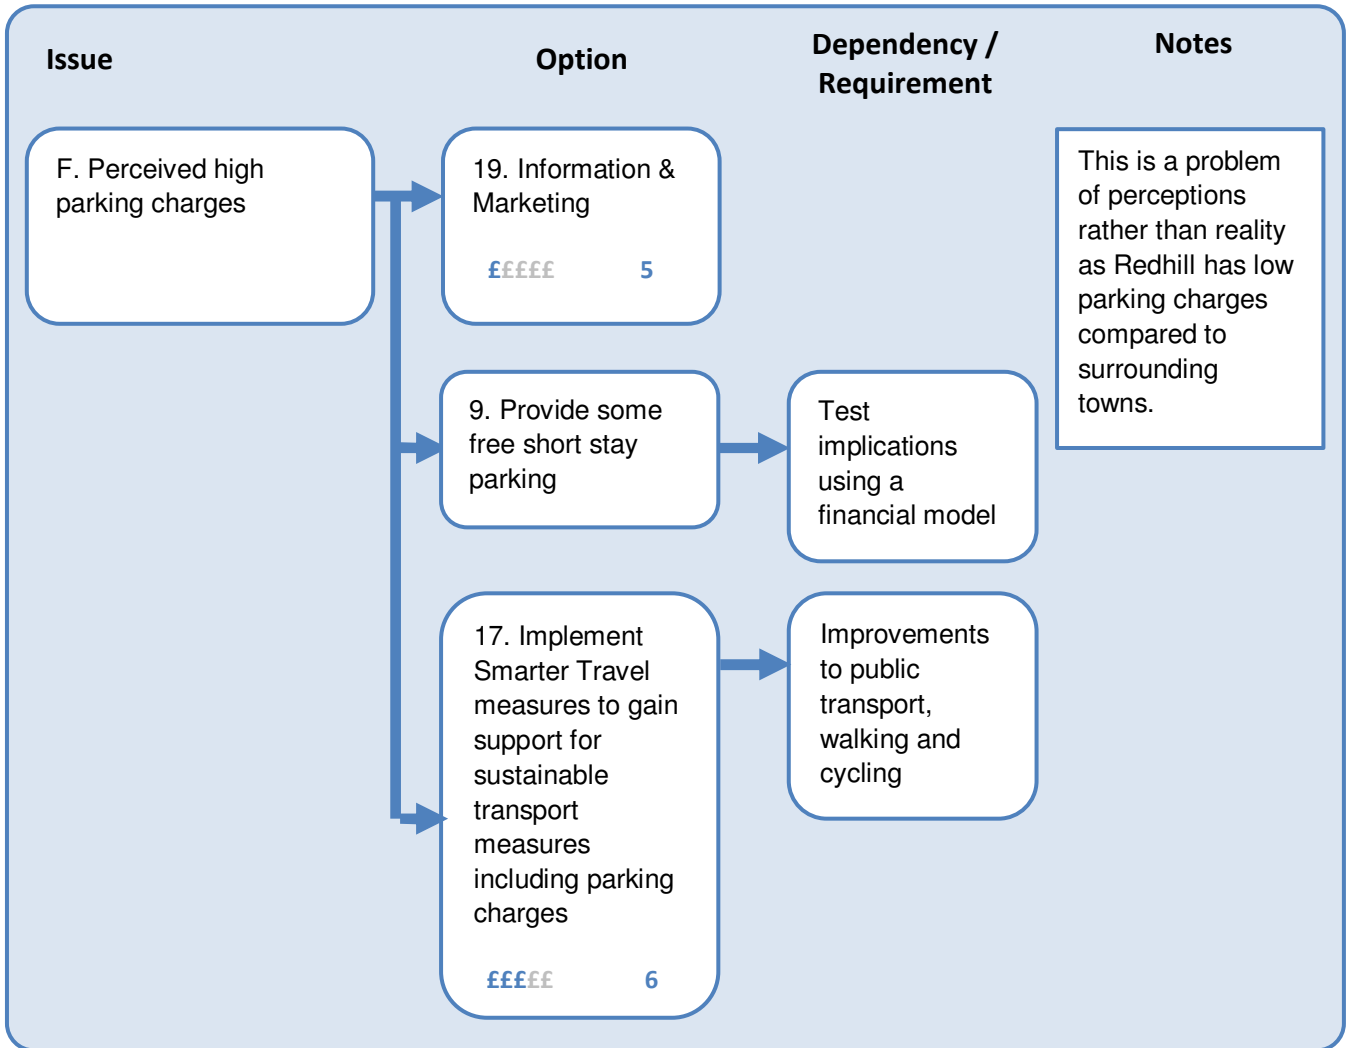 Issue
Option
Dependency /
Requirement
Notes
F. Perceived high
parking charges
19. Information &
Marketing
£££££ 5
9. Provide some
free short stay
parking
Test
implications
using a
financial model
17. Implement
Smarter Travel
measures to gain
support for
sustainable
transport
measures
including parking
charges
£££££ 6
Improvements
to public
transport,
walking and
cycling
This is a problem
of perceptions
rather than reality
as Redhill has low
parking charges
compared to
surrounding
towns.